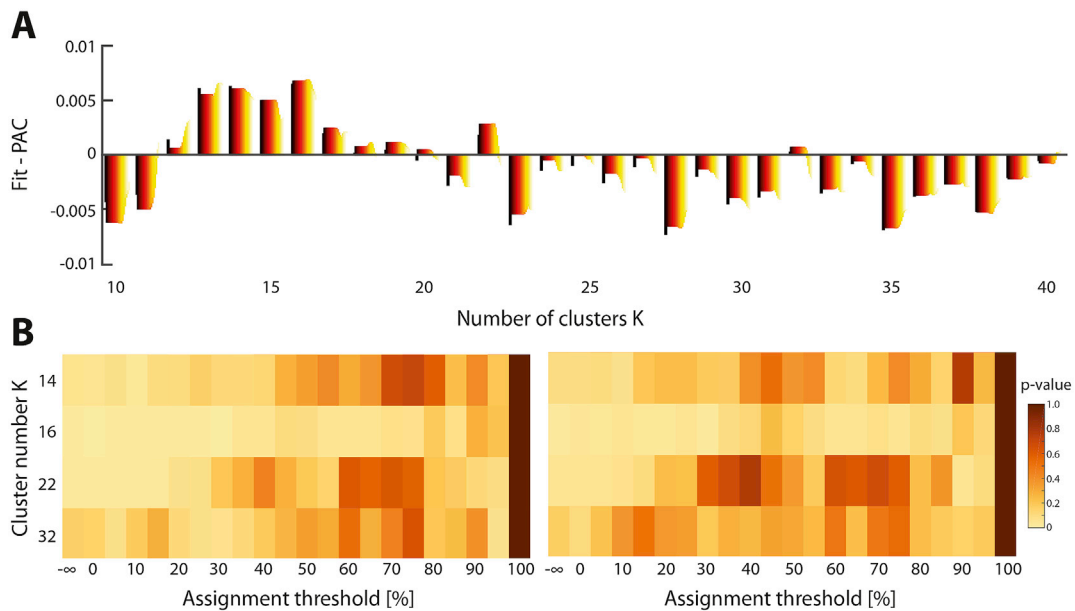 A
0.01
0.005
0
-0.005
-0.01
Fit - PAC
10 15 20 25 30 35 40
Number of clusters K
B
Cluster number K
14
16
22
32
-∞ 0 10 20 30 40 50 60 70 80 90 100
Assignment threshold [%]
-∞ 0 10 20 30 40 50 60 70 80 90 100
Assignment threshold [%]
p-value
1.0
0.8
0.6
0.4
0.2
0